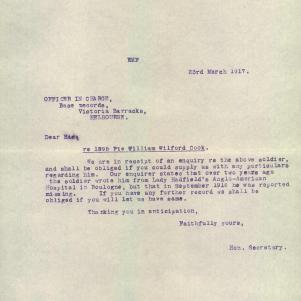 EMF
23rd March 1917.
OFFICER IN CHARGE,
Base Records,
Victoria Barracks,
MELBOURNE.
Dear
re 1895 Pte William Wilford Cook.
We are in receipt of an enquiry re the above soldier,
and shall be obliged if you could supply us with any particulars
regarding him. Our enquirer states that over two years ago
the soldier wrote him from Lady Hadfield's Anglo-American
Hospital in Boulogne, but that in September 1916 he was reported
missing. If you have any further record we shall be
obliged if you will let us have same.
Thanking you in anticipation,
Faithfully yours,
Hon. Secretary.